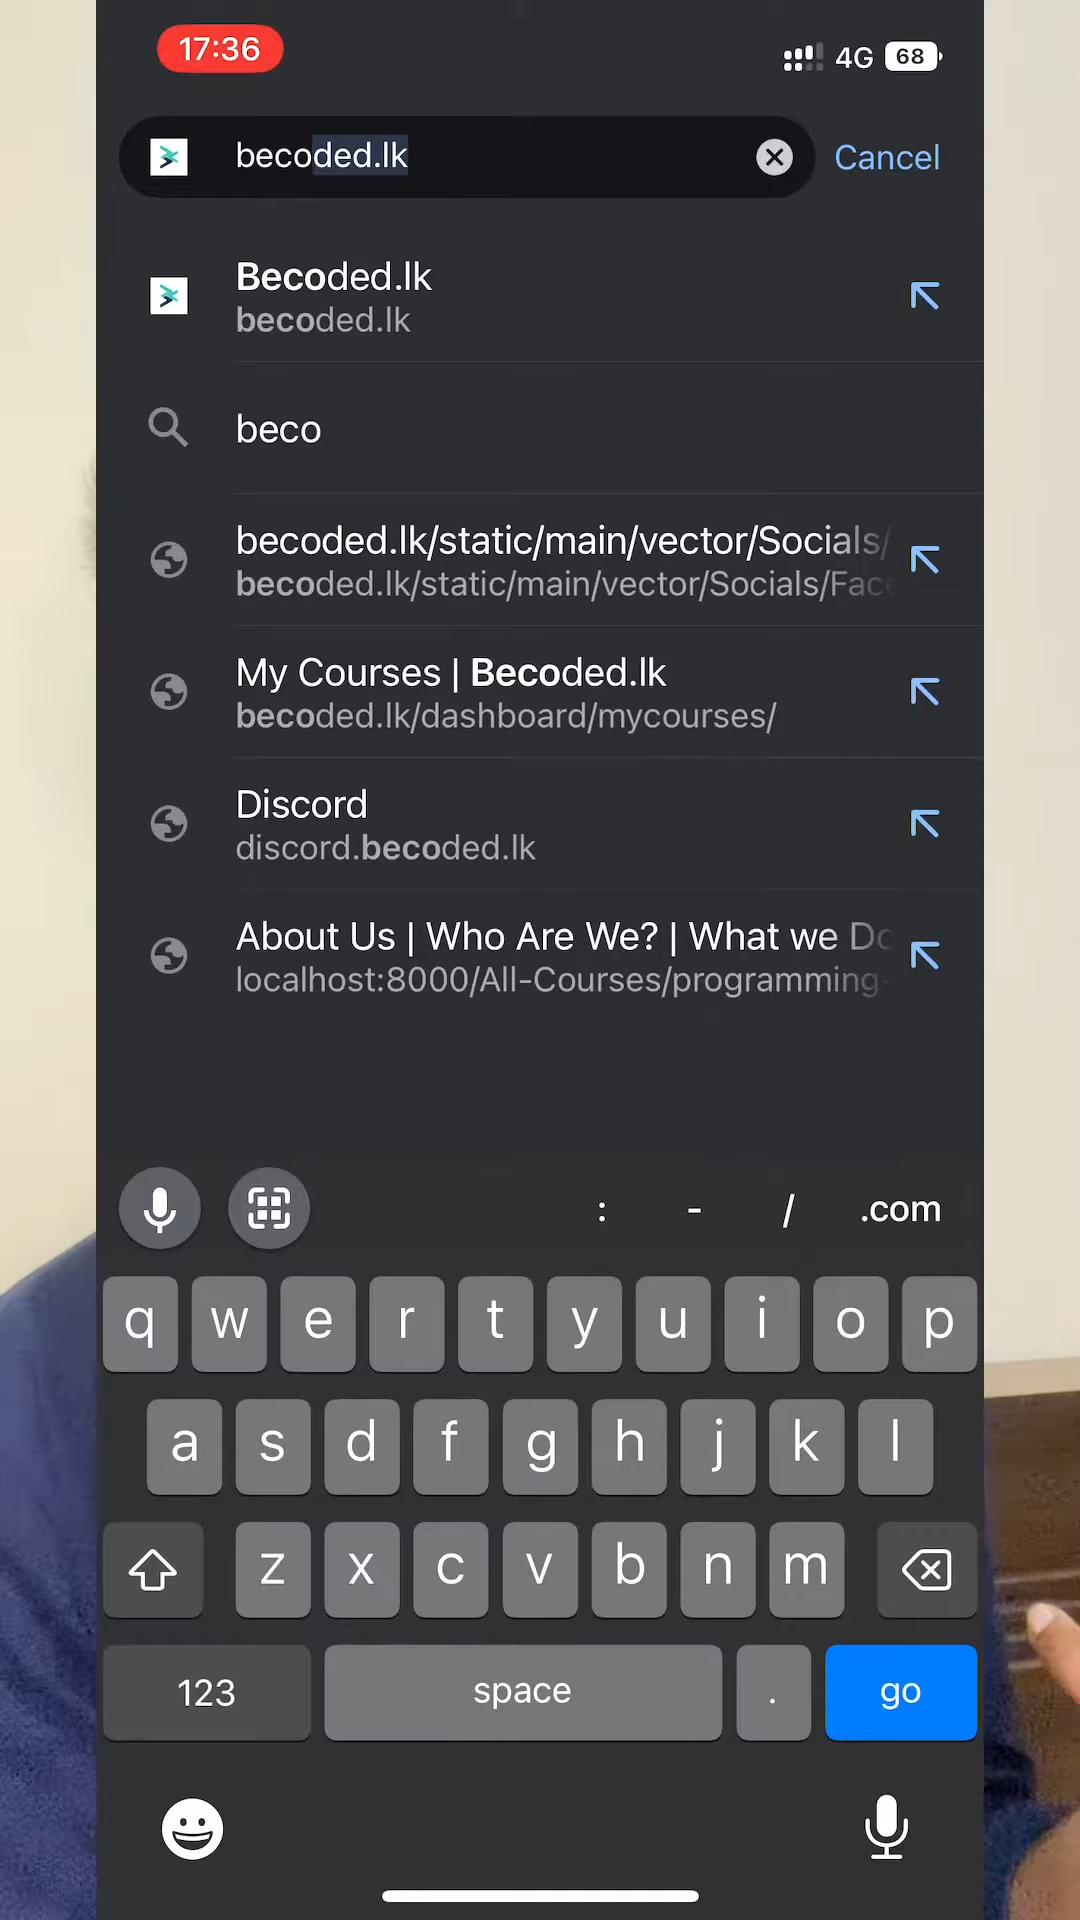 17:36
4G 68
becoded.lk
Cancel
Becoded.lk
becoded.lk
beco
becoded.lk/static/main/vector/Socials/
becoded.lk/static/main/vector/Socials/Face
My Courses | Becoded.lk
becoded.lk/dashboard/mycourses/
Discord
discord.becoded.lk
About Us | Who Are We? | What we Do
localhost:8000/All-Courses/programming-
: - / .com
q w e r t y u i o p
a s d f g h j k l
z x c v b n m
123 space . go